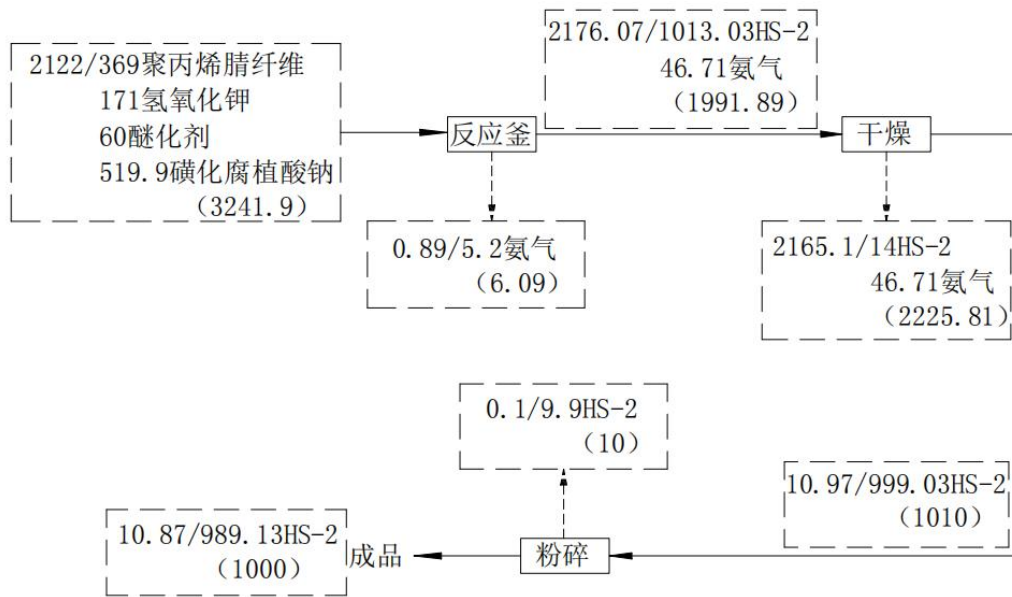 2122/369聚丙烯腈纤维
171氢氧化钾
60醚化剂
519.9磺化腐植酸钠
(3241.9)
反应釜
2176.07/1013.03HS-2
46.71氨气
(1991.89)
干燥
0.89/5.2氨气
(6.09)
2165.1/14HS-2
46.71氨气
(2225.81)
0.1/9.9HS-2
(10)
10.97/999.03HS-2
(1010)
粉碎
成品
10.87/989.13HS-2
(1000)